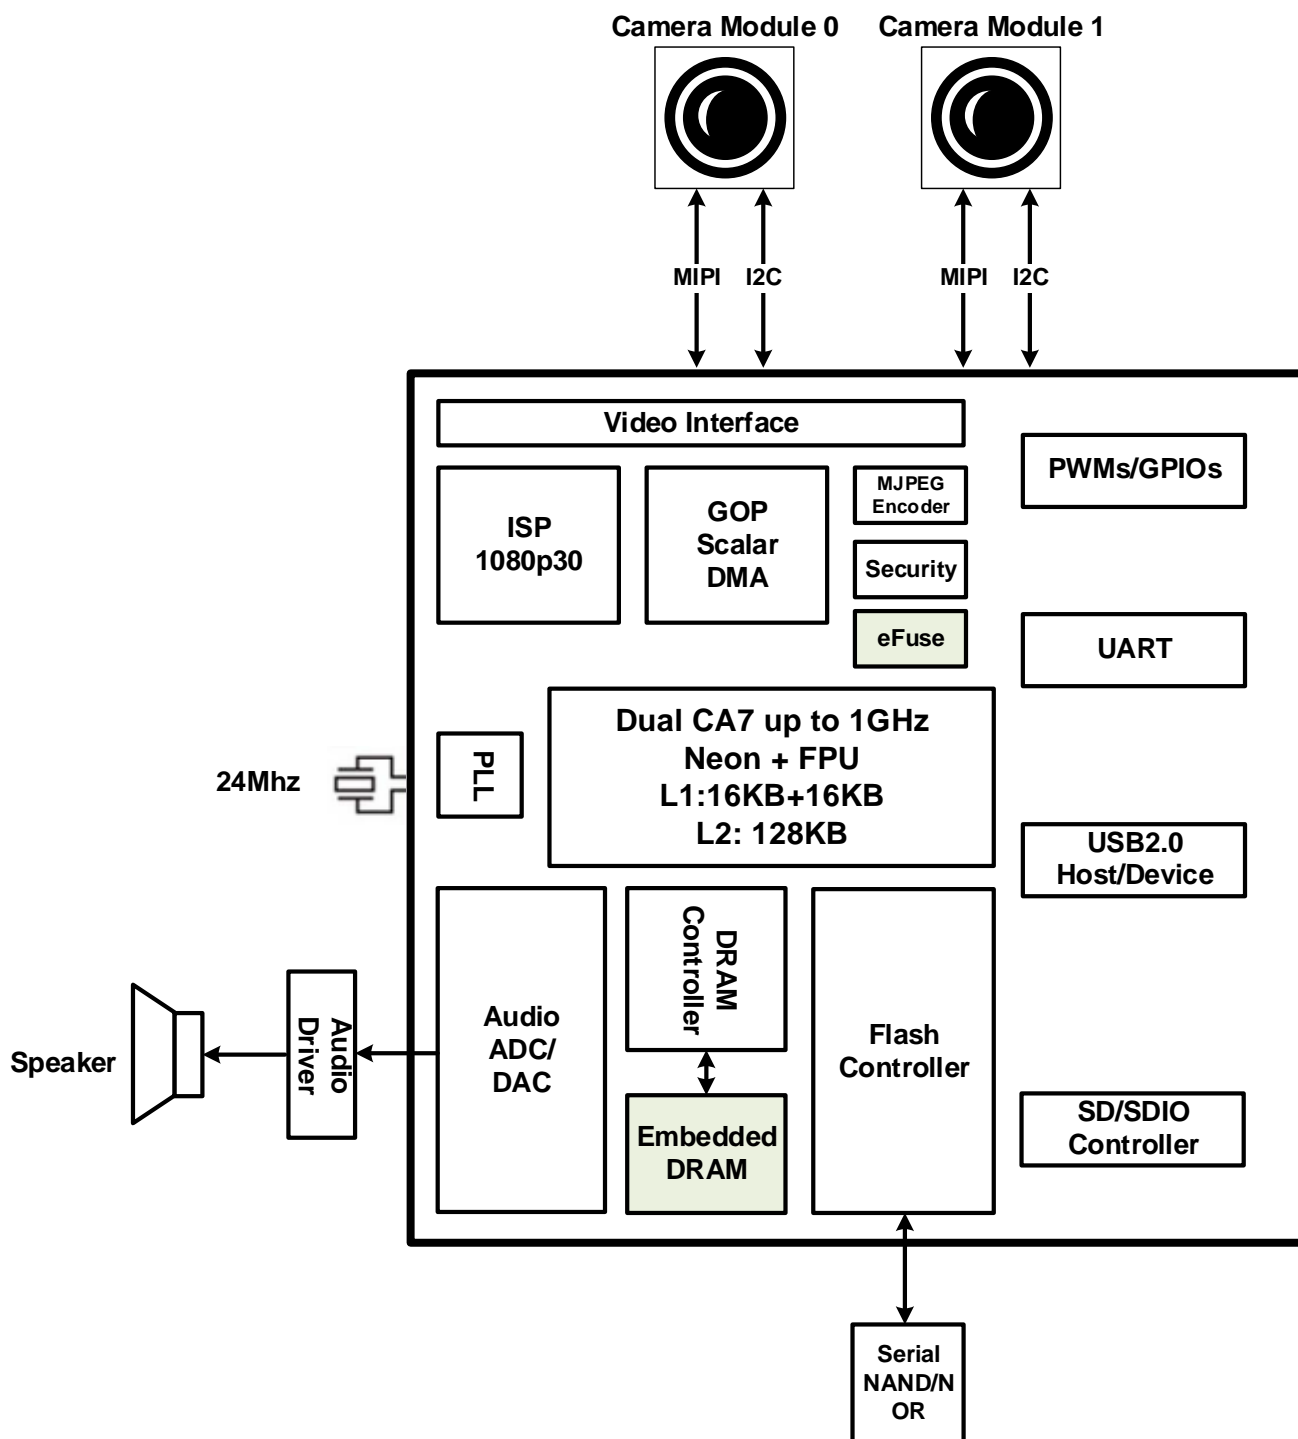 Camera Module 0
Camera Module 1
MIPI
I2C
MIPI
I2C
Video Interface
ISP
1080p30
GOP
Scalar
DMA
MJPEG
Encoder
Security
eFuse
PWMs/GPIOs
UART
24Mhz
PLL
Dual CA7 up to 1GHz
Neon + FPU
L1:16KB+16KB
L2: 128KB
USB2.0
Host/Device
Speaker
Audio
Driver
Audio
ADC/
DAC
DRAM
Controller
Embedded
DRAM
Flash
Controller
SD/SDIO
Controller
Serial
NAND/N
OR